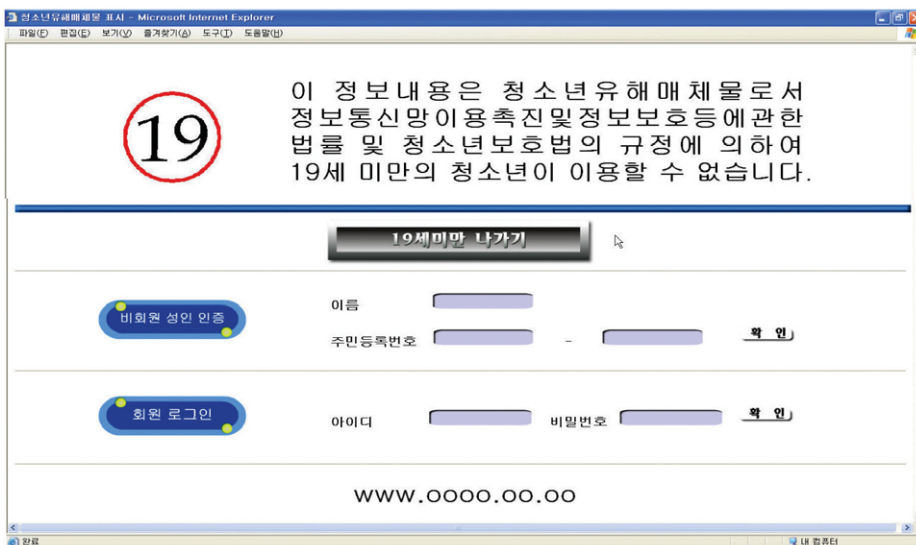 청소년유해매체물 표시 - Microsoft Internet Explorer
파일(F) 편집(E) 보기(V) 즐겨찾기(A) 도구(T) 도움말(H)
19
이 정보내용은 청소년유해매체물로서
정보통신망이용촉진및정보보호등에관한
법률 및 청소년보호법의 규정에 의하여
19세 미만의 청소년이 이용할 수 없습니다.
19세미만 나가기
비회원 성인 인증
이름
주민등록번호 - 확 인
회원 로그인
아이디 비밀번호 확 인
www.oooo.oo.oo
완료 내 컴퓨터